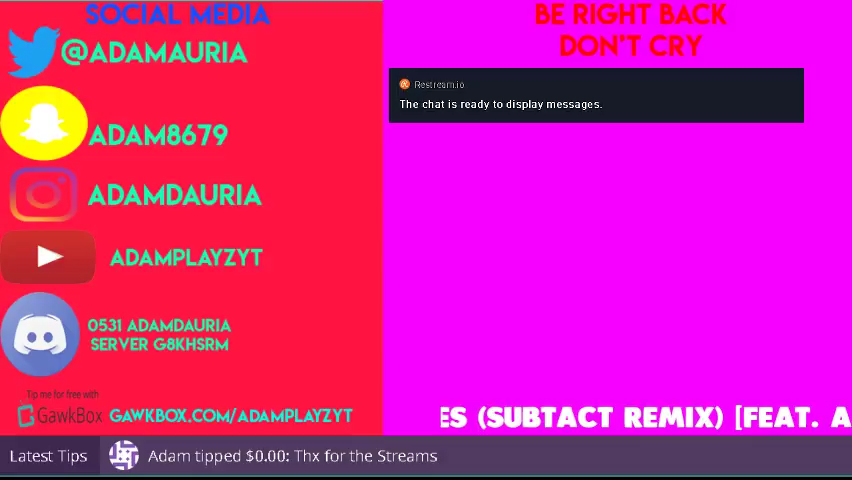 SOCIAL MEDIA
@ADAMAURIA
ADAM8679
ADAMDAURIA
ADAMPLAYZYT
0531 ADAMDAURIA
SERVER G8KHSRM
Tip me for free with
GawkBox GAWKBOX.COM/ADAMPLAYZYT
BE RIGHT BACK
DON'T CRY
Restream.io
The chat is ready to display messages.
ES (SUBTACT REMIX) [FEAT. A
Latest Tips Adam tipped $0.00: Thx for the Streams